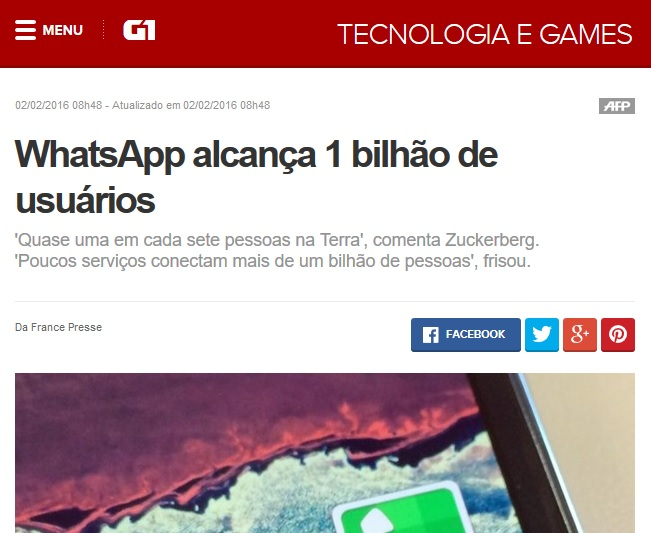 MENU G1 TECNOLOGIA E GAMES
02/02/2016 08h48 - Atualizado em 02/02/2016 08h48 AFP
WhatsApp alcança 1 bilhão de
usuários
'Quase uma em cada sete pessoas na Terra', comenta Zuckerberg.
'Poucos serviços conectam mais de um bilhão de pessoas', frisou.
Da France Presse FACEBOOK g+